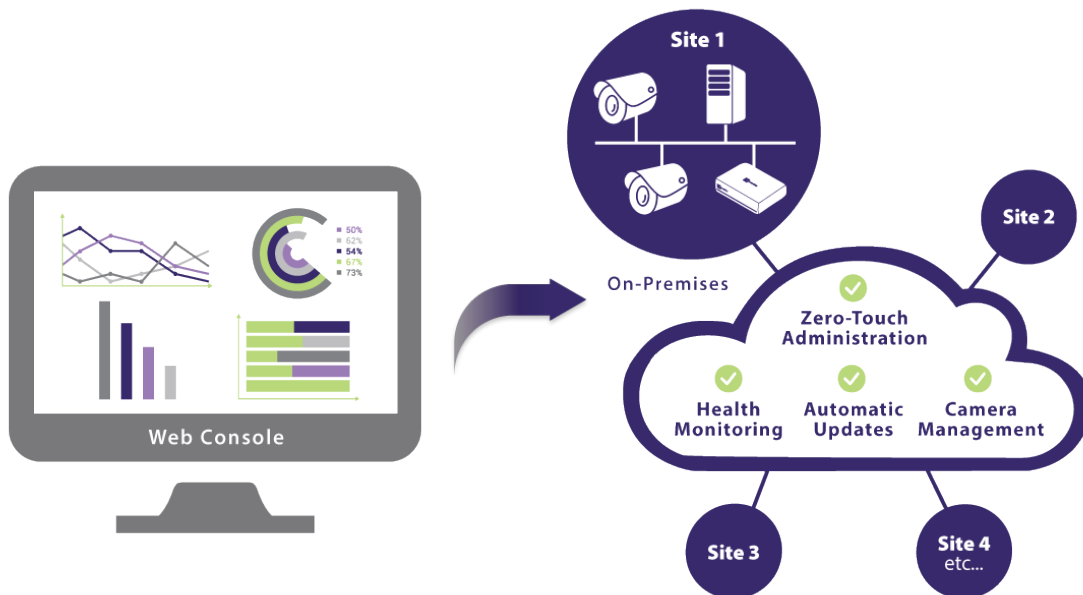 Site 1
50%
62%
54%
67%
73%
Web Console
On-Premises
Site 2
Zero-Touch
Administration
Health
Monitoring
Automatic
Updates
Camera
Management
Site 3
Site 4
etc...